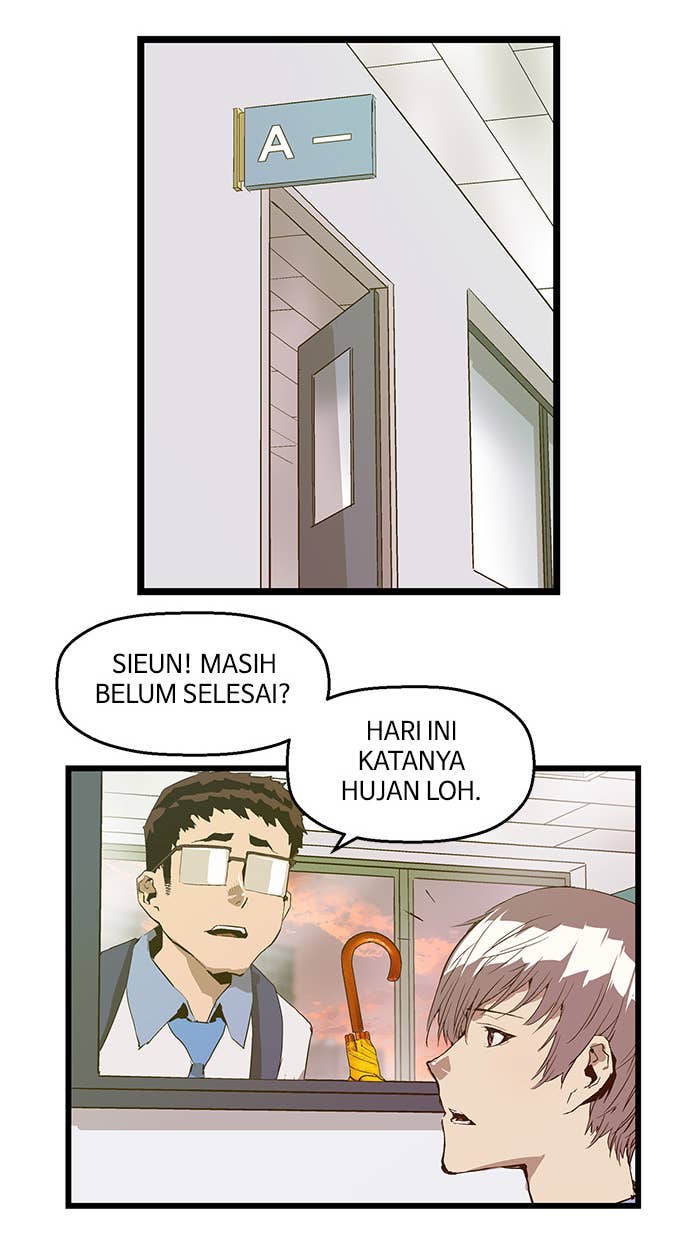 A —
SIEUN! MASIH
BELUM SELESAI?
HARI INI
KATANYA
HUJAN LOH.